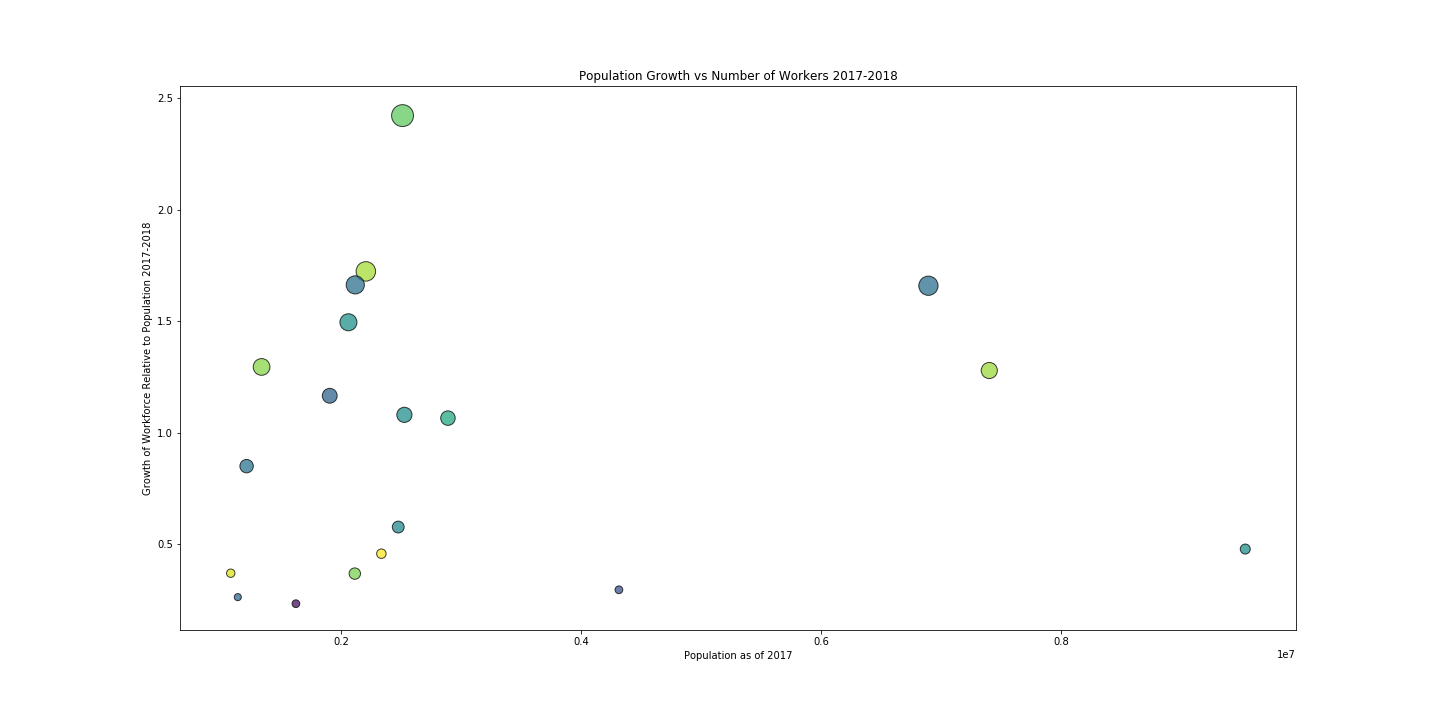 Population Growth vs Number of Workers 2017-2018
Growth of Workforce Relative to Population 2017-2018
2.5
2.0
1.5
1.0
0.5
0.2
0.4
0.6
0.8
1e7
Population as of 2017